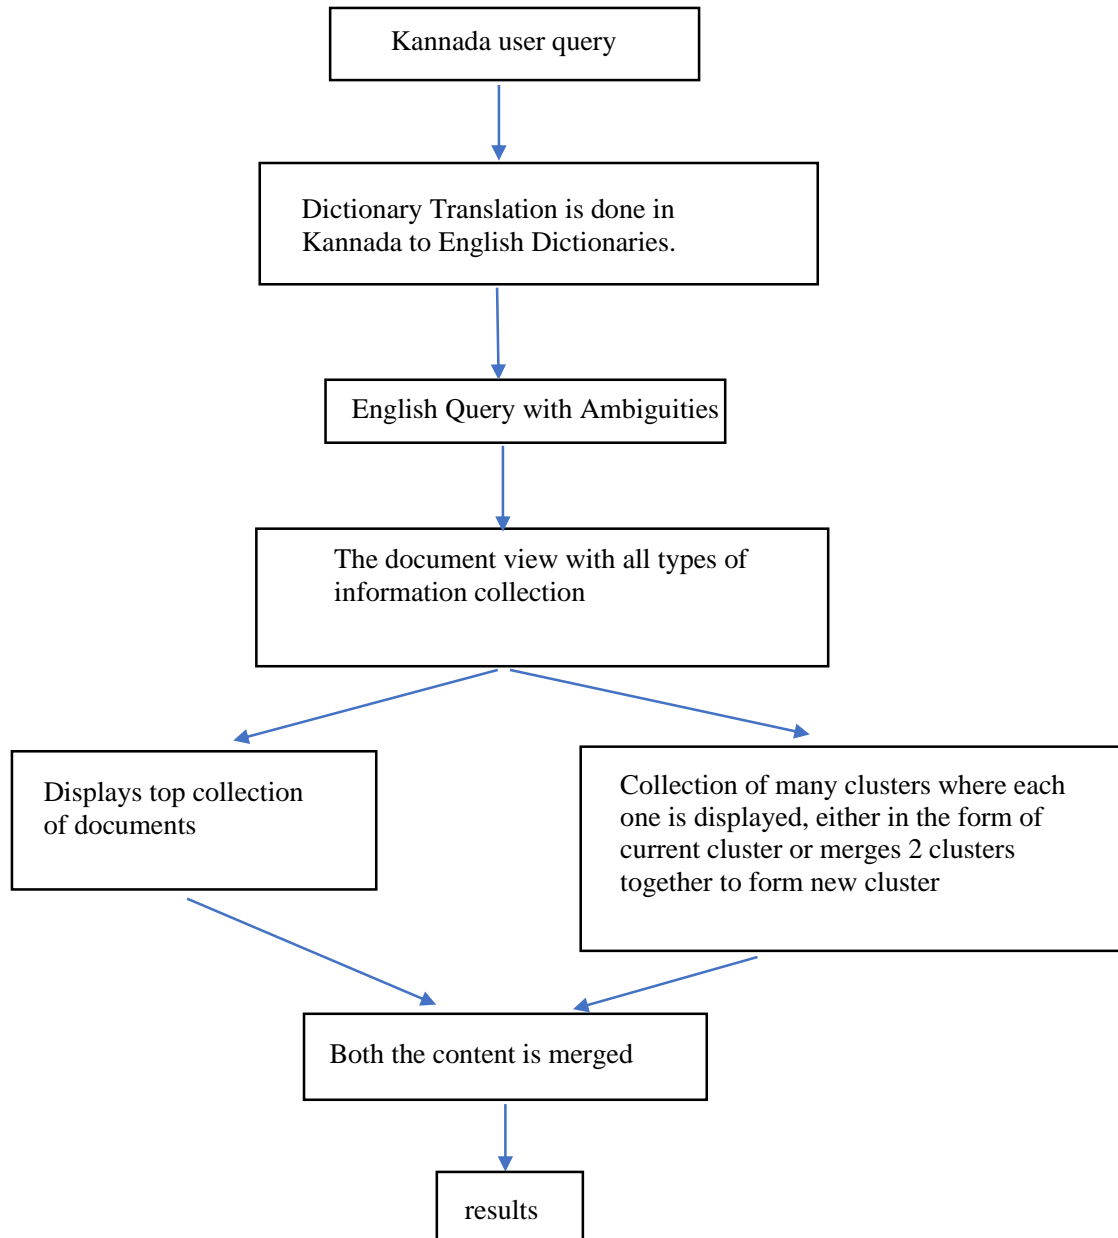 Kannada user query
Dictionary Translation is done in
Kannada to English Dictionaries.
English Query with Ambiguities
The document view with all types of
information collection
Displays top collection
of documents
Collection of many clusters where each
one is displayed, either in the form of
current cluster or merges 2 clusters
together to form new cluster
Both the content is merged
results